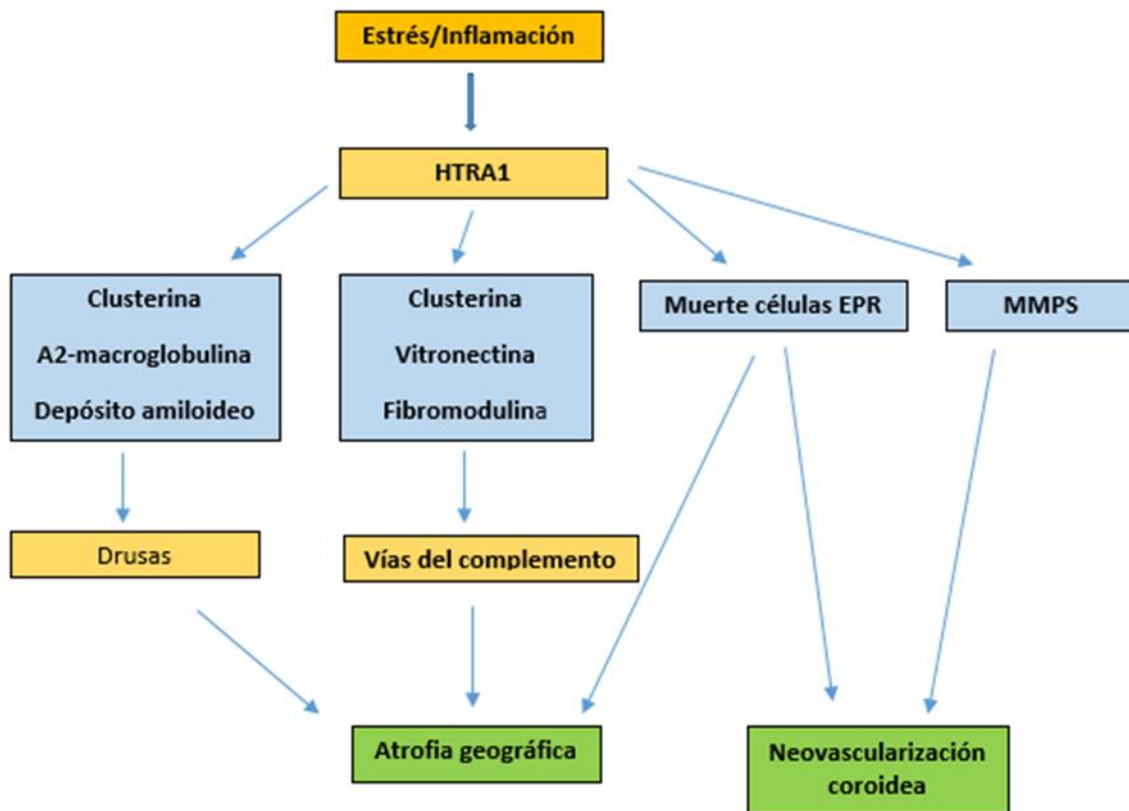 Estrés/Inflamación
HTRA1
Clusterina
A2-macroglobulina
Depósito amiloideo
Clusterina
Vitronectina
Fibromodulina
Muerte células EPR
MMPS
Drusas
Vías del complemento
Atrofia geográfica
Neovascularización
coroidea